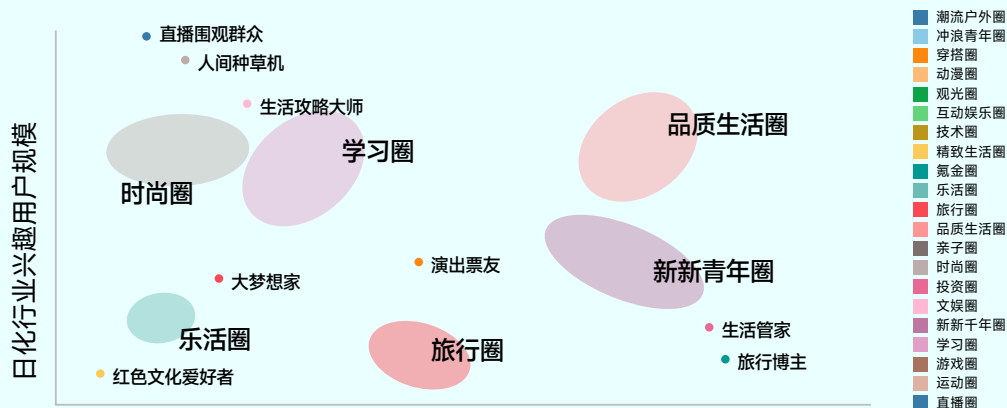 直播围观群众
人间种草机
生活攻略大师
学习圈
品质生活圈
时尚圈
大梦想家
演出票友
新新青年圈
乐活圈
旅行圈
生活管家
旅行博主
红色文化爱好者
日化行业兴趣用户规模
潮流户外圈
冲浪青年圈
穿搭圈
动漫圈
观光圈
互动娱乐圈
技术圈
精致生活圈
氪金圈
乐活圈
旅行圈
品质生活圈
亲子圈
时尚圈
投资圈
文娱圈
新新千年圈
学习圈
游戏圈
运动圈
直播圈